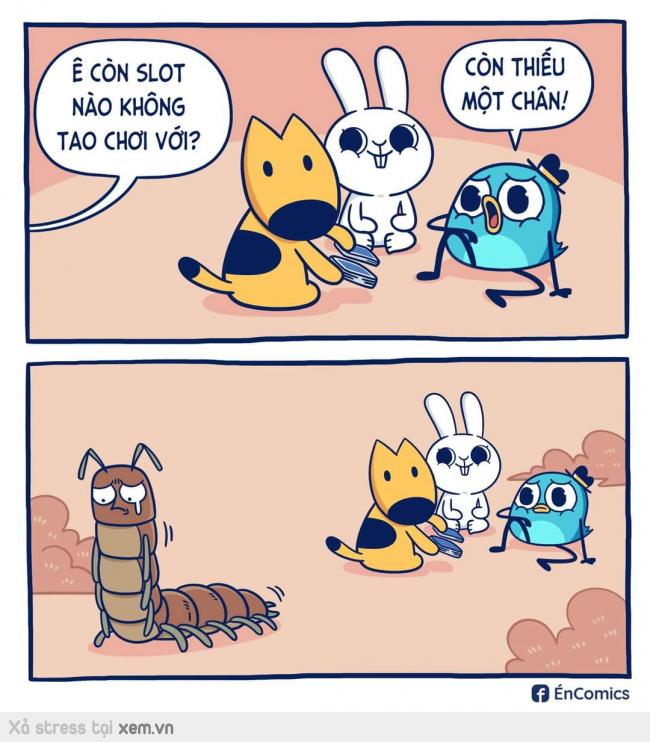 Ê CÒN SLOT
NÀO KHÔNG
TAO CHƠI VỚI?
CÒN THIẾU
MỘT CHÂN!
ÉnComics
Xả stress tại xem.vn